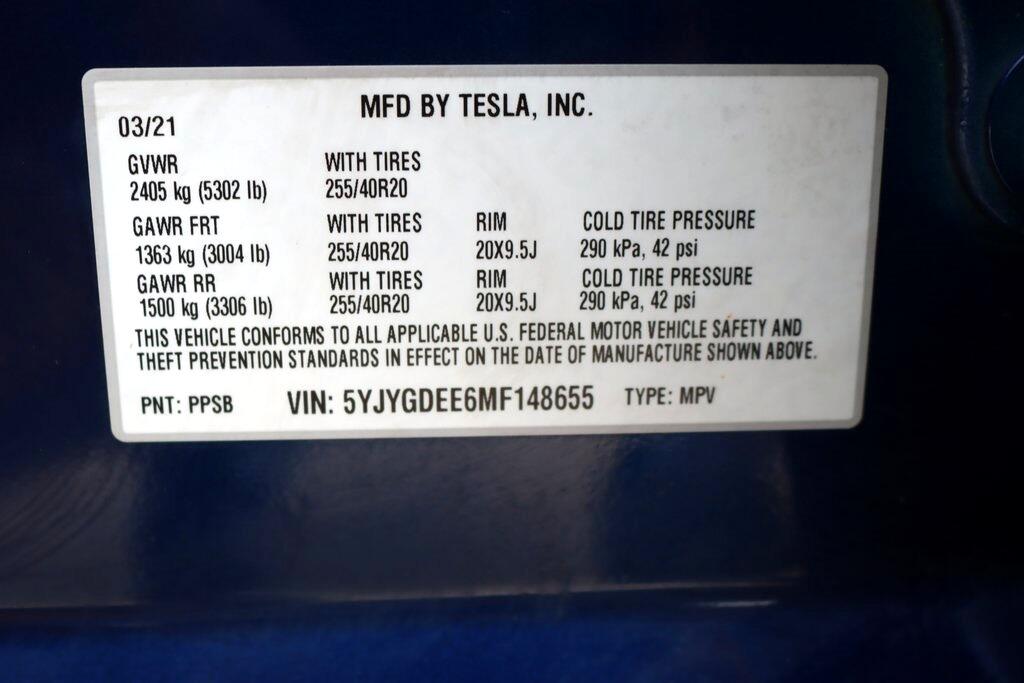 MFD BY TESLA, INC.
03/21
GVWR WITH TIRES
2405 kg (5302 lb) 255/40R20
GAWR FRT WITH TIRES RIM COLD TIRE PRESSURE
1363 kg (3004 lb) 255/40R20 20X9.5J 290 kPa, 42 psi
GAWR RR WITH TIRES RIM COLD TIRE PRESSURE
1500 kg (3306 lb) 255/40R20 20X9.5J 290 kPa, 42 psi
THIS VEHICLE CONFORMS TO ALL APPLICABLE U.S. FEDERAL MOTOR VEHICLE SAFETY AND
THEFT PREVENTION STANDARDS IN EFFECT ON THE DATE OF MANUFACTURE SHOWN ABOVE.
PNT: PPSB VIN: 5YJYGDEE6MF148655 TYPE: MPV